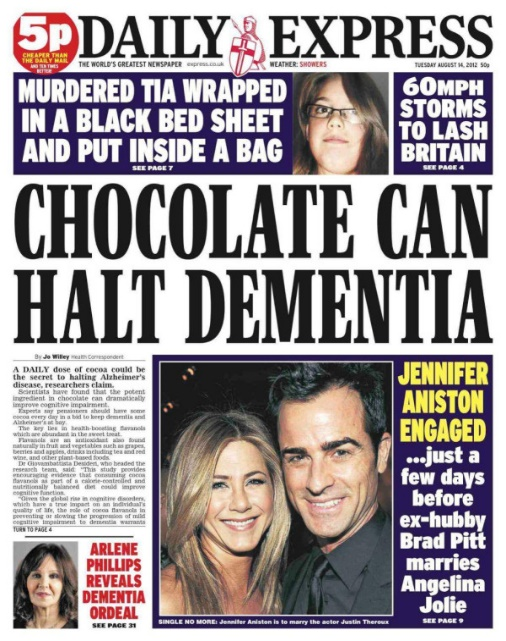 5p
CHEAPER THAN
THE DAILY MAIL
AND TEN TIMES
BETTER
DAILY EXPRESS
THE WORLD'S GREATEST NEWSPAPER
express.co.uk
WEATHER: SHOWERS
TUESDAY AUGUST 14, 2012 50p
MURDERED TIA WRAPPED
IN A BLACK BED SHEET
AND PUT INSIDE A BAG
SEE PAGE 7
60MPH
STORMS
TO LASH
BRITAIN
SEE PAGE 4
CHOCOLATE CAN
HALT DEMENTIA
By Jo Willey Health Correspondent
A DAILY dose of cocoa could be
the secret to halting Alzheimer's
disease, researchers claim.
Scientists have found that the potent
ingredient in chocolate can dramatically
improve cognitive impairment.
Experts say pensioners should have some
cocoa every day in a bid to keep dementia and
Alzheimer's at bay.
The key lies in health-boosting flavanols
which are abundant in the sweet treat.
Flavanols are an antioxidant also found
naturally in fruit and vegetables such as grapes,
berries and apples, drinks including tea and red
wine, and other plant-based foods.
Dr Giovambattista Desideri, who headed the
research team, said: "This study provides
encouraging evidence that consuming cocoa
flavanols as part of a calorie-controlled and
nutritionally balanced diet could improve
cognitive function.
"Given the global rise in cognitive disorders,
which have a true impact on an individual's
quality of life, the role of cocoa flavanols in
preventing or slowing the progression of mild
cognitive impairment to dementia warrants
TURN TO PAGE 4
ARLENE
PHILLIPS
REVEALS
DEMENTIA
ORDEAL
SEE PAGE 31
SINGLE NO MORE: Jennifer Aniston is to marry the actor Justin Theroux
JENNIFER
ANISTON
ENGAGED
...just a
few days
before
ex-hubby
Brad Pitt
marries
Angelina
Jolie
SEE PAGE 9